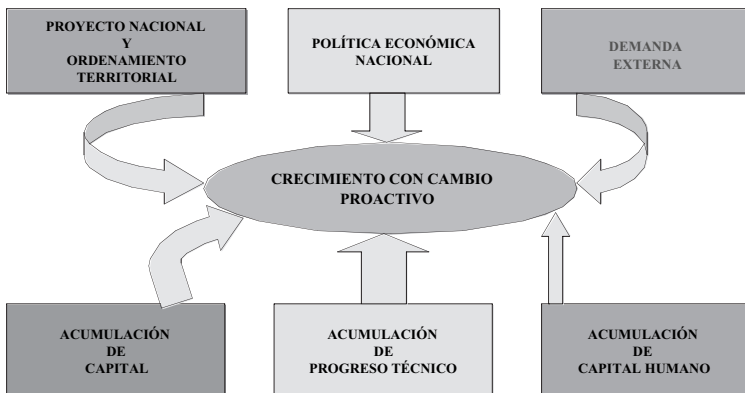 PROYECTO NACIONAL
Y
ORDENAMIENTO
TERRITORIAL
POLÍTICA ECONÓMICA
NACIONAL
DEMANDA
EXTERNA
CRECIMIENTO CON CAMBIO
PROACTIVO
ACUMULACIÓN
DE
CAPITAL
ACUMULACIÓN
DE
PROGRESO TÉCNICO
ACUMULACIÓN
DE
CAPITAL HUMANO